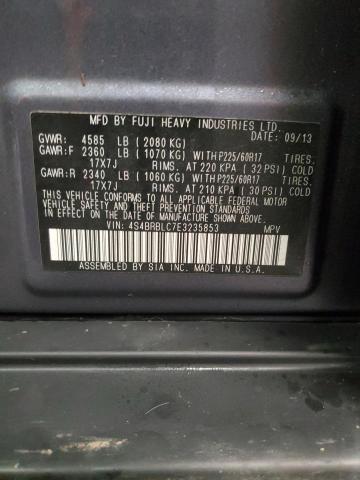 MFD BY FUJI HEAVY INDUSTRIES LTD.
DATE: 09/13
GVWR: 4585 LB ( 2080 KG)
GAWR:F 2360 LB ( 1070 KG) WITH P225/60R17 TIRES.
17X7J RIMS. AT 220 KPA ( 32 PSI) COLD
GAWR:R 2340 LB ( 1060 KG) WITH P225/60R17 TIRES.
17X7J RIMS. AT 210 KPA ( 30 PSI) COLD
THIS VEHICLE CONFORMS TO ALL APPLICABLE FEDERAL MOTOR
VEHICLE SAFETY AND THEFT PREVENTION STANDARDS IN
EFFECT ON THE DATE OF MANUFACTURE SHOWN ABOVE.
VIN: 4S4BRBLC7E3235853 MPV
ASSEMBLED BY SIA INC. MADE IN U.S.A.